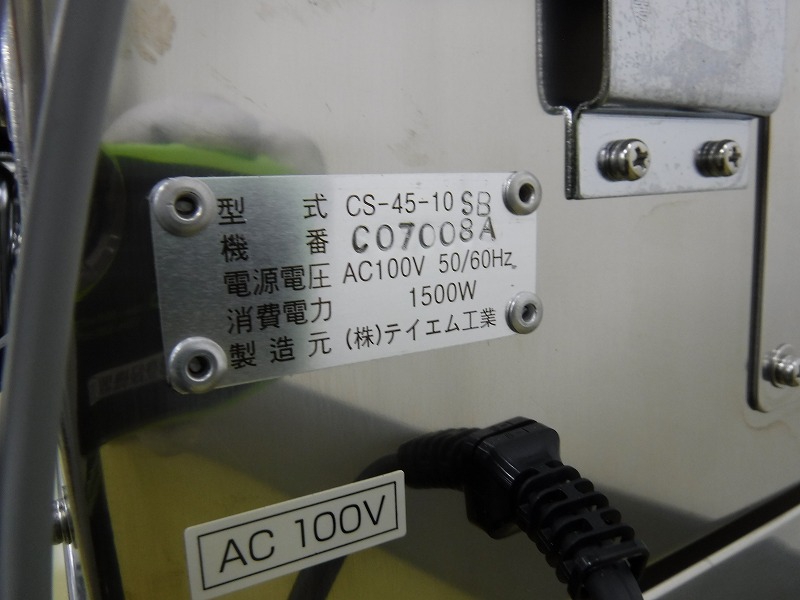 型式 CS-45-10 SB
機番 C07008A
電源電圧 AC100V 50/60Hz
消費電力 1500W
製造元 (株)テイエム工業
AC 100V